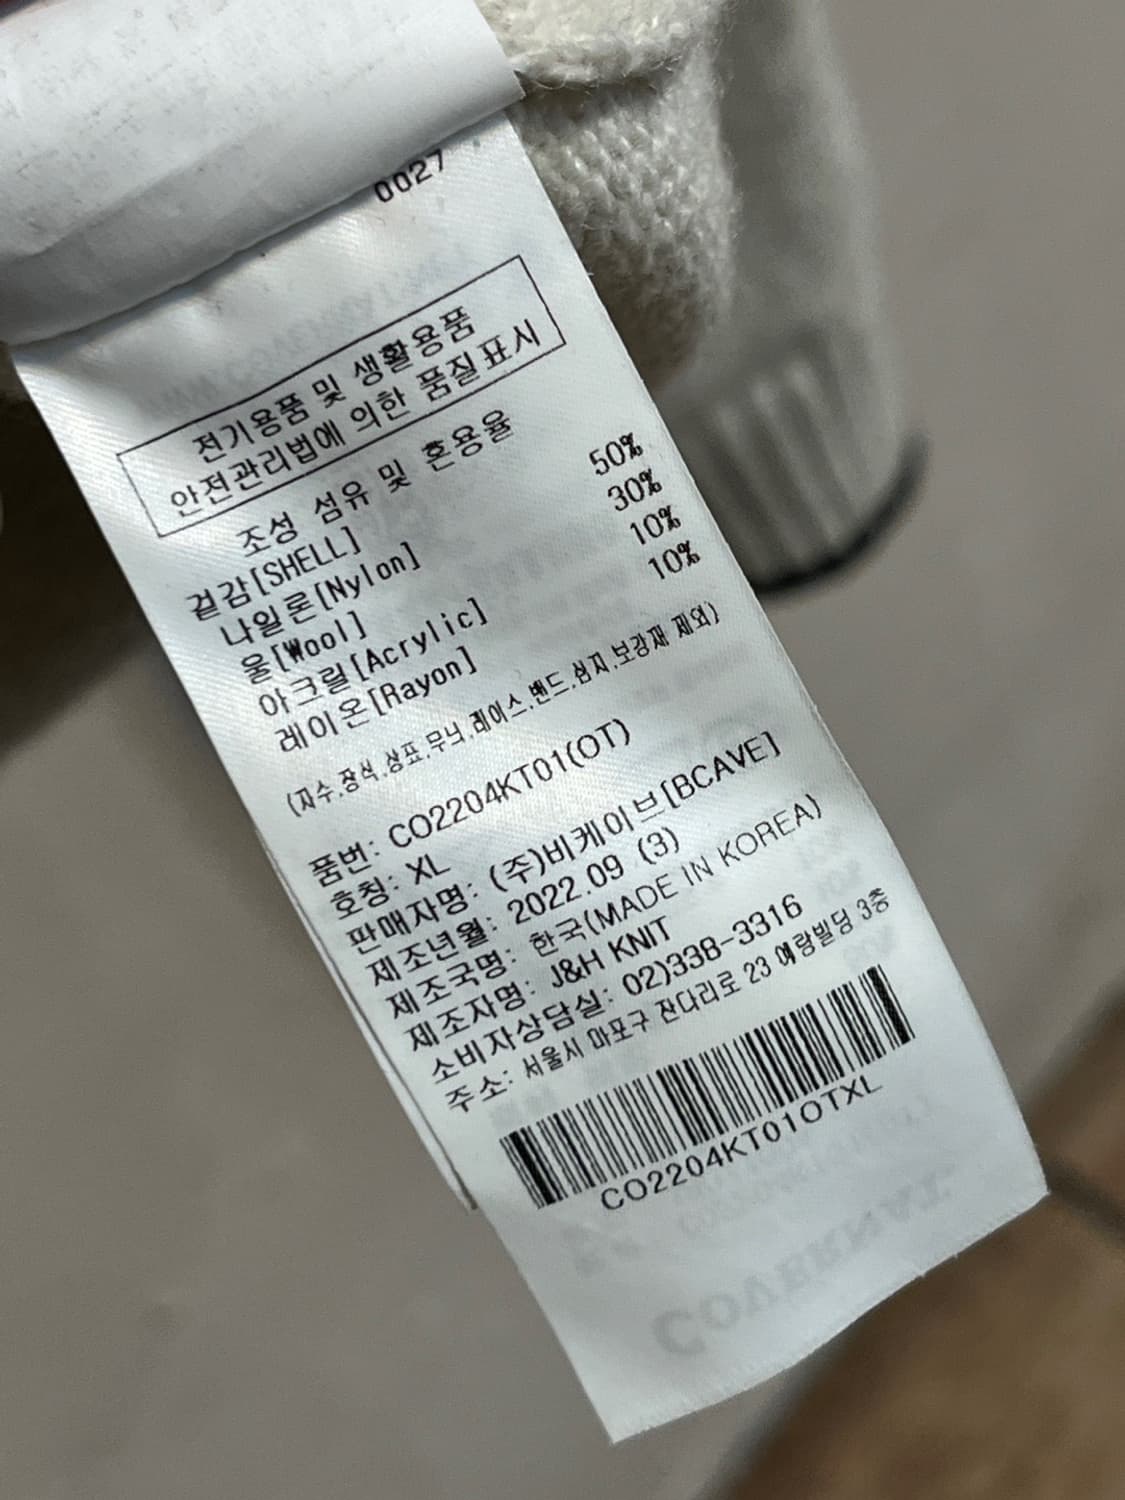 0027
전기용품 및 생활용품
안전관리법에 의한 품질표시
조성 섬유 및 혼용율
겉감[SHELL]
나일론[Nylon] 50%
울[Wool] 30%
아크릴[Acrylic] 10%
레이온[Rayon] 10%
(자수,장식,상표,무늬,레이스,밴드,심지,보강재 제외)
품번: CO2204KT01(OT)
호칭: XL
판매자명: (주)비케이브[BCAVE]
제조년월: 2022.09 (3)
제조국명: 한국(MADE IN KOREA)
제조자명: J&H KNIT
소비자상담실: 02)338-3316
주소: 서울시 마포구 잔다리로 23 예랑빌딩 3층
CO2204KT01OTXL
COVERNAT